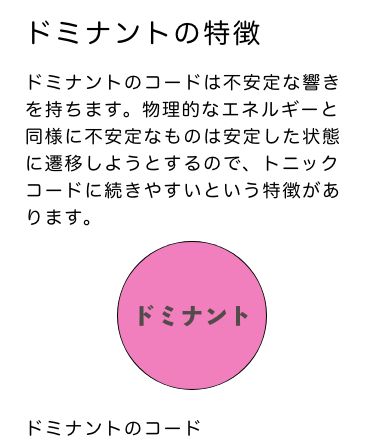 ドミナントの特徴
ドミナントのコードは不安定な響き
を持ちます。物理的なエネルギーと
同様に不安定なものは安定した状態
に遷移しようとするので、トニック
コードに続きやすいという特徴があ
ります。
ドミナント
ドミナントのコード